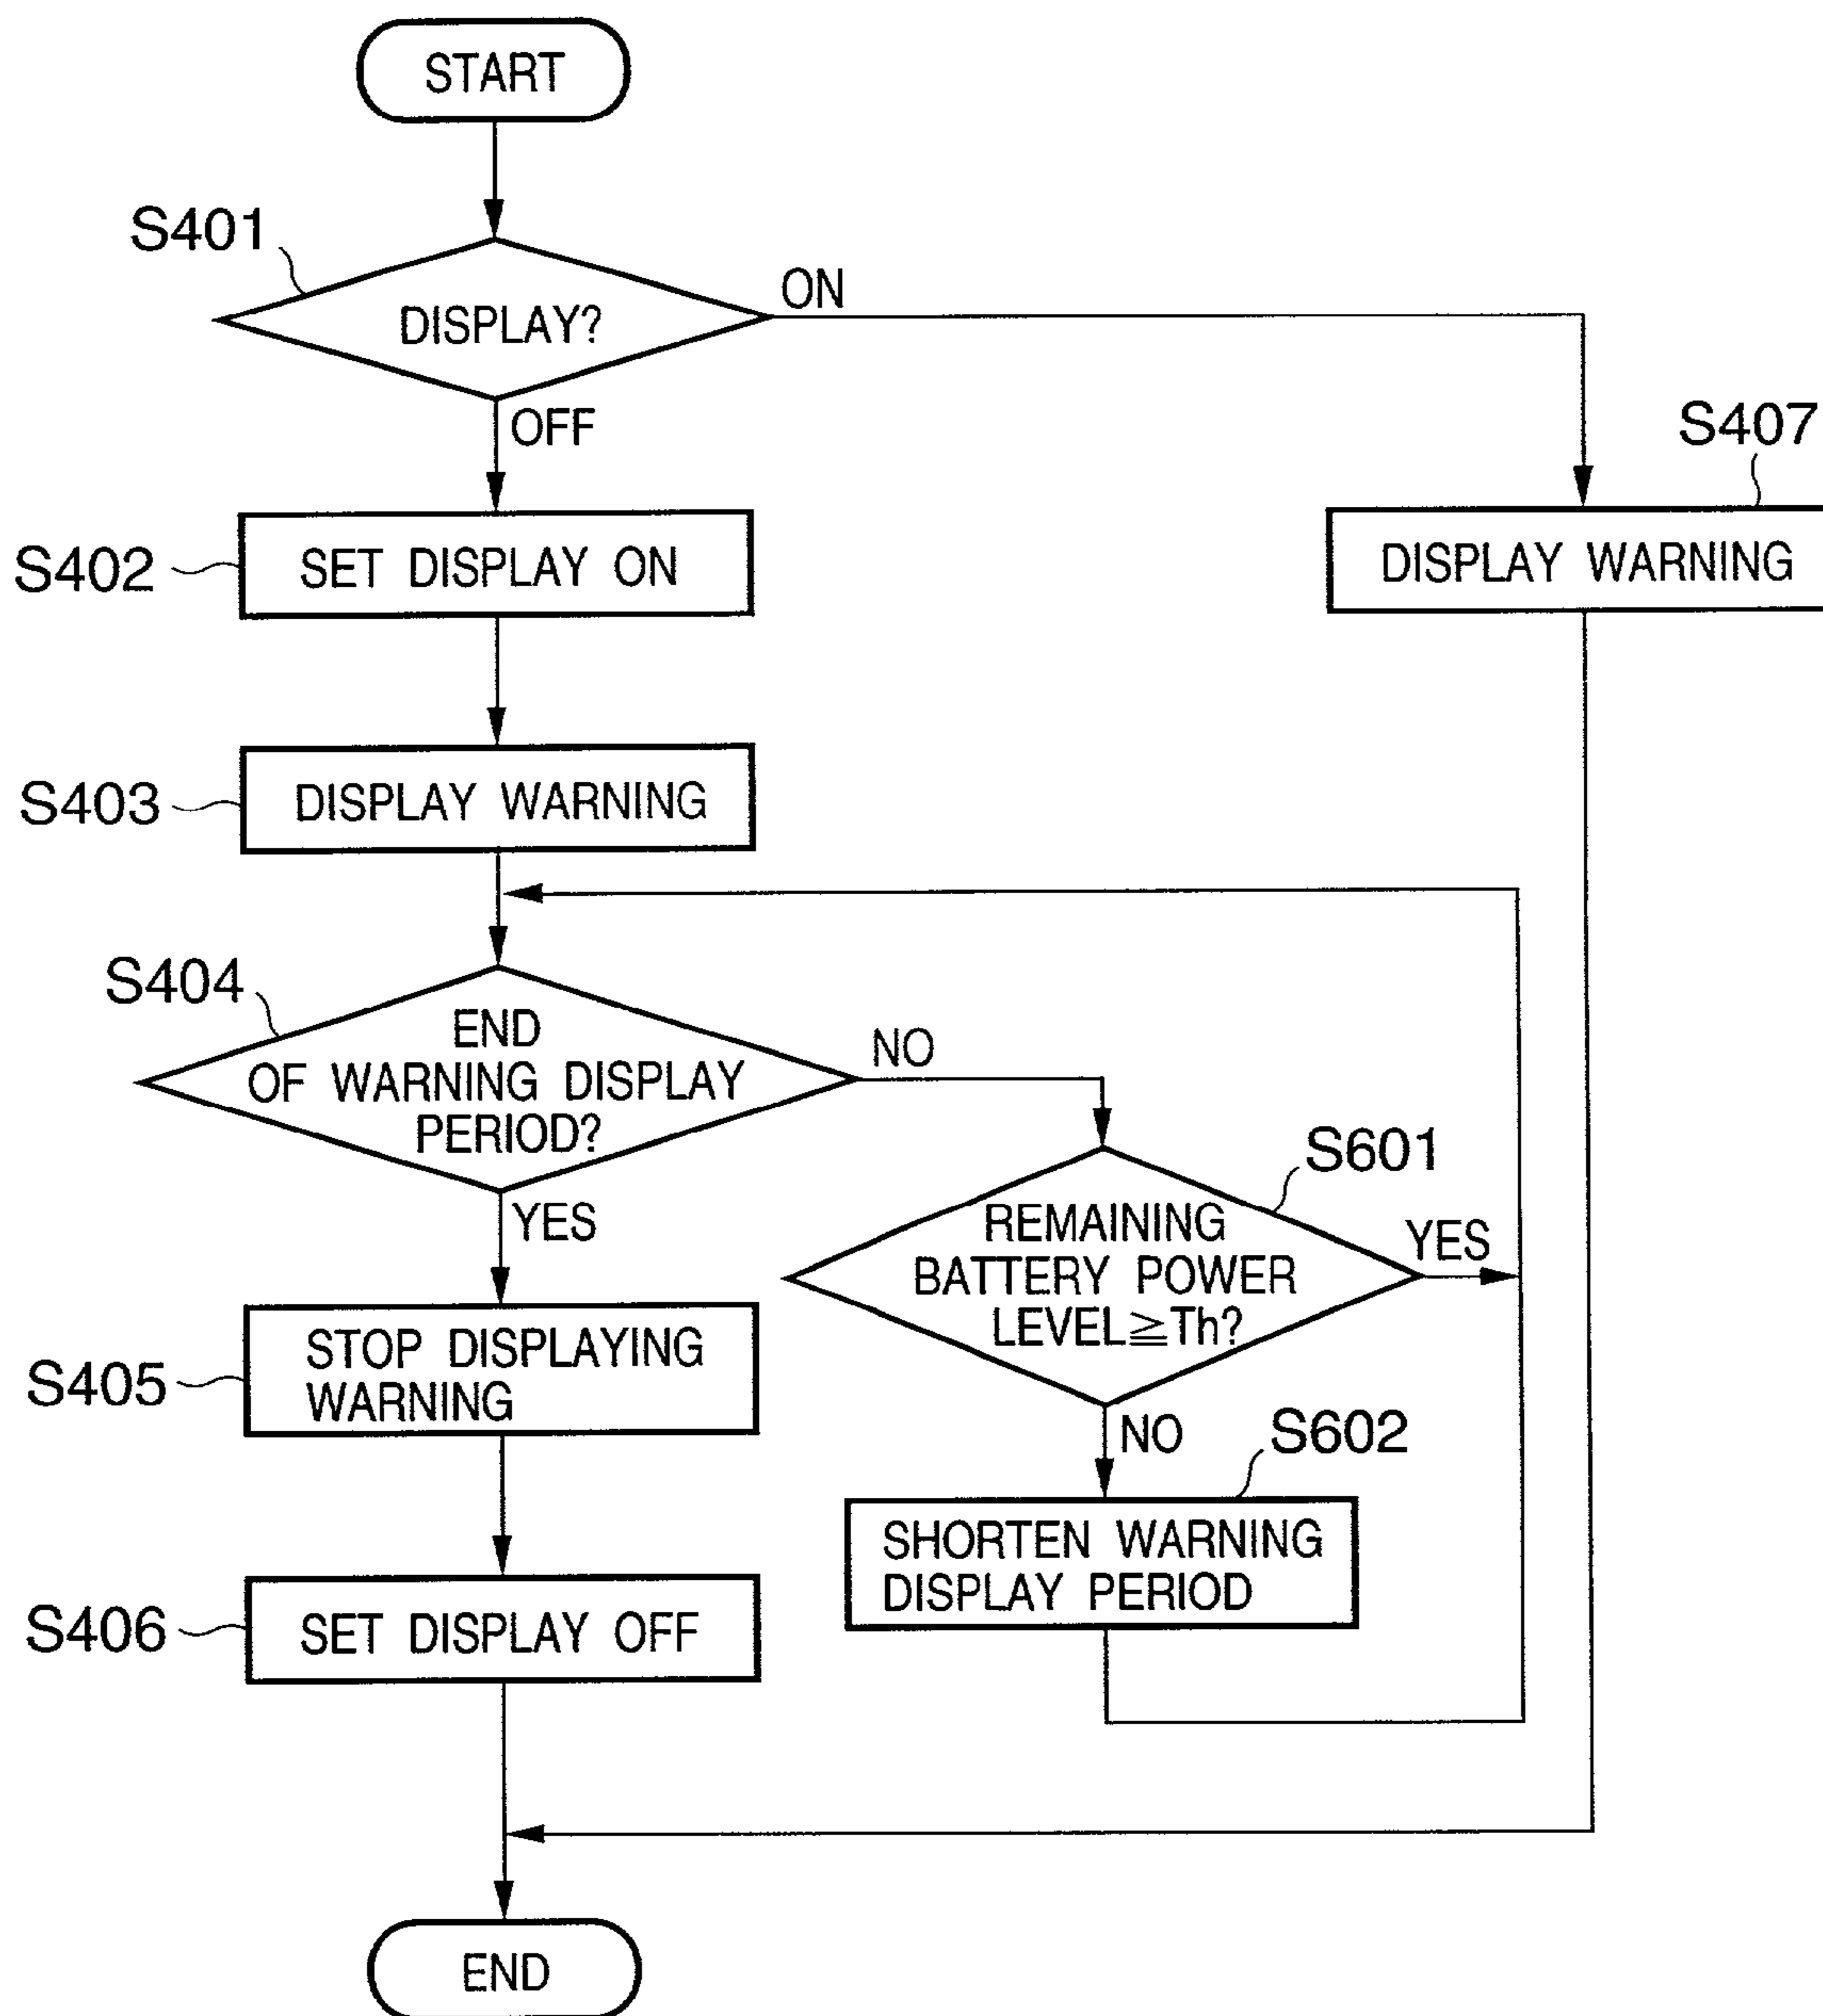 START
S401
DISPLAY?
ON
OFF
S407
S402
SET DISPLAY ON
DISPLAY WARNING
S403
DISPLAY WARNING
S404
END
OF WARNING DISPLAY
PERIOD?
NO
YES
S601
REMAINING
BATTERY POWER
LEVEL≧Th?
YES
NO
S405
STOP DISPLAYING
WARNING
S602
SHORTEN WARNING
DISPLAY PERIOD
S406
SET DISPLAY OFF
END